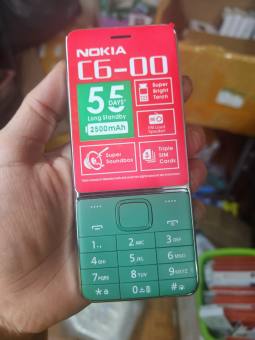 NOKIA
C6-00
55
DAYS*
Long Standby
2500mAh
Super
Bright
Torch
Super
Soundbox
Triple
SIM
Cards
1
2 ABC
3 DEF
4 GHI
5 JKL
6 MNO
7 PQRS
8 TUV
9 WXYZ
*
0
#